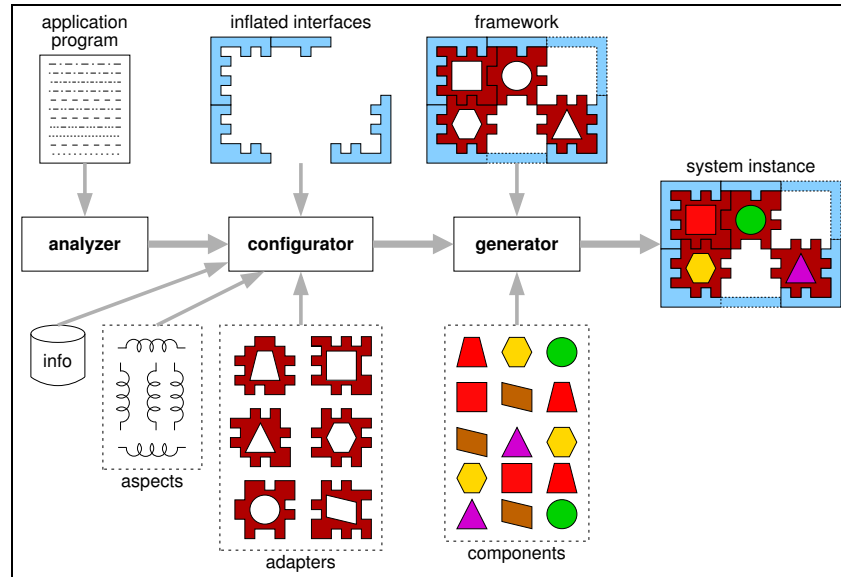 application
program
inflated interfaces
framework
system instance
analyzer
configurator
generator
info
aspects
adapters
components